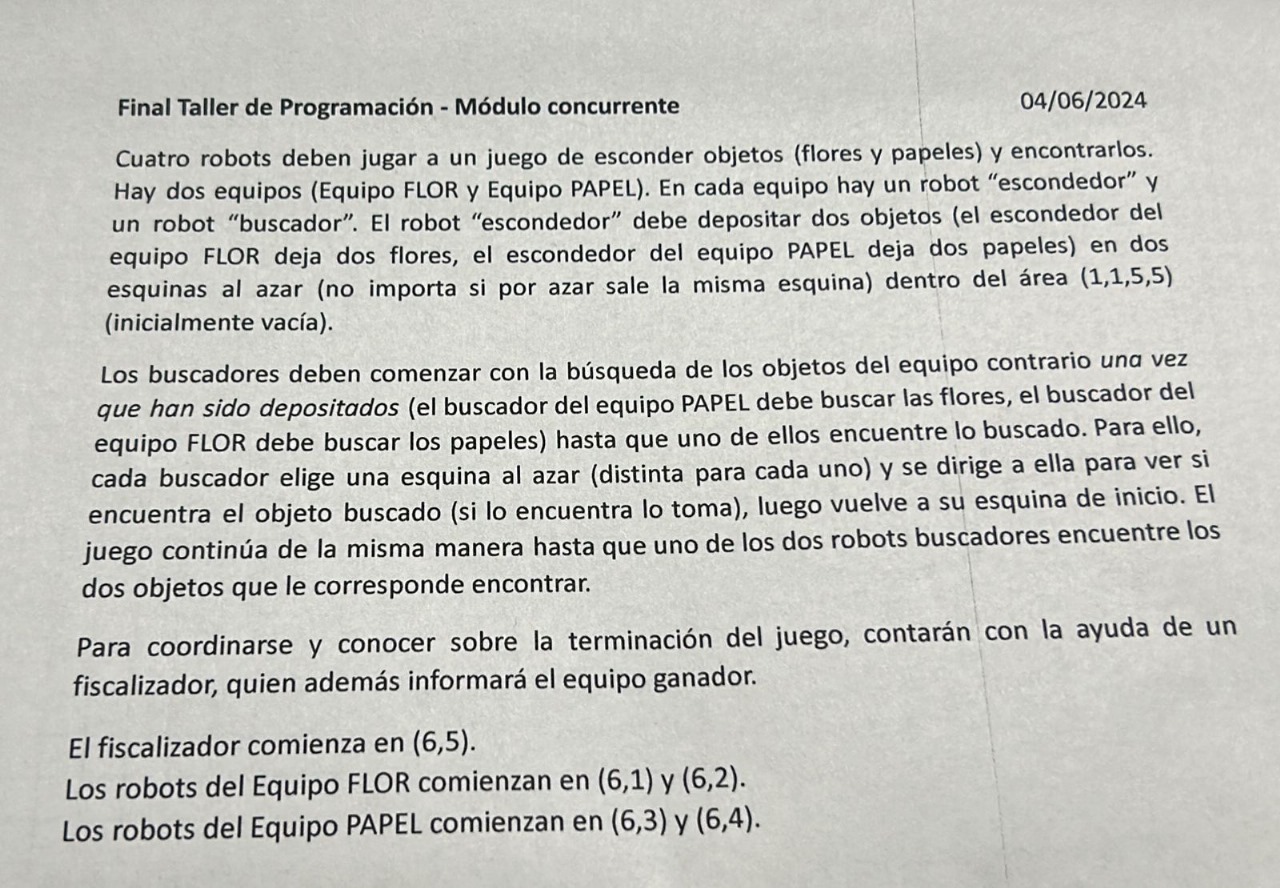 Final Taller de Programación - Módulo concurrente 04/06/2024
Cuatro robots deben jugar a un juego de esconder objetos (flores y papeles) y encontrarlos.
Hay dos equipos (Equipo FLOR y Equipo PAPEL). En cada equipo hay un robot “escondedor” y
un robot “buscador”. El robot “escondedor” debe depositar dos objetos (el escondedor del
equipo FLOR deja dos flores, el escondedor del equipo PAPEL deja dos papeles) en dos
esquinas al azar (no importa si por azar sale la misma esquina) dentro del área (1,1,5,5)
(inicialmente vacía).
Los buscadores deben comenzar con la búsqueda de los objetos del equipo contrario una vez
que han sido depositados (el buscador del equipo PAPEL debe buscar las flores, el buscador del
equipo FLOR debe buscar los papeles) hasta que uno de ellos encuentre lo buscado. Para ello,
cada buscador elige una esquina al azar (distinta para cada uno) y se dirige a ella para ver si
encuentra el objeto buscado (si lo encuentra lo toma), luego vuelve a su esquina de inicio. El
juego continúa de la misma manera hasta que uno de los dos robots buscadores encuentre los
dos objetos que le corresponde encontrar.
Para coordinarse y conocer sobre la terminación del juego, contarán con la ayuda de un
fiscalizador, quien además informará el equipo ganador.
El fiscalizador comienza en (6,5).
Los robots del Equipo FLOR comienzan en (6,1) y (6,2).
Los robots del Equipo PAPEL comienzan en (6,3) y (6,4).